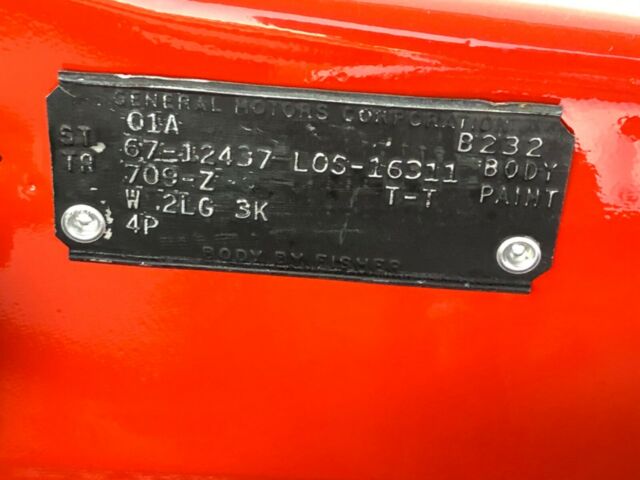 GENERAL MOTORS CORPORATION
01A B232
ST 67-12437 LOS-16311 BODY
TR 709-Z T-T PAINT
W 2LG 3K
4P
BODY BY FISHER